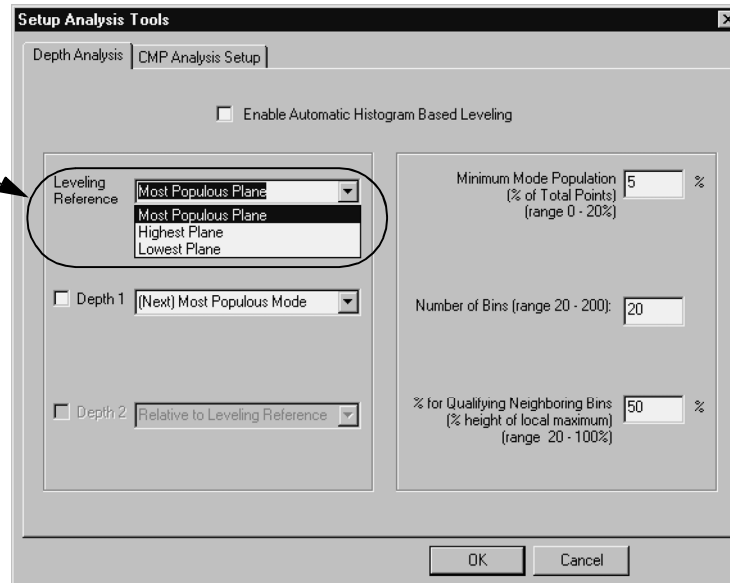 Setup Analysis Tools
Depth Analysis
CMP Analysis Setup
Enable Automatic Histogram Based Leveling
Leveling
Reference
Most Populous Plane
Most Populous Plane
Highest Plane
Lowest Plane
Depth 1
(Next) Most Populous Mode
Depth 2
Relative to Leveling Reference
Minimum Mode Population
(% of Total Points)
(range 0 - 20%)
5
%
Number of Bins (range 20 - 200):
20
% for Qualifying Neighboring Bins
(% height of local maximum)
(range 20 - 100%)
50
%
OK
Cancel